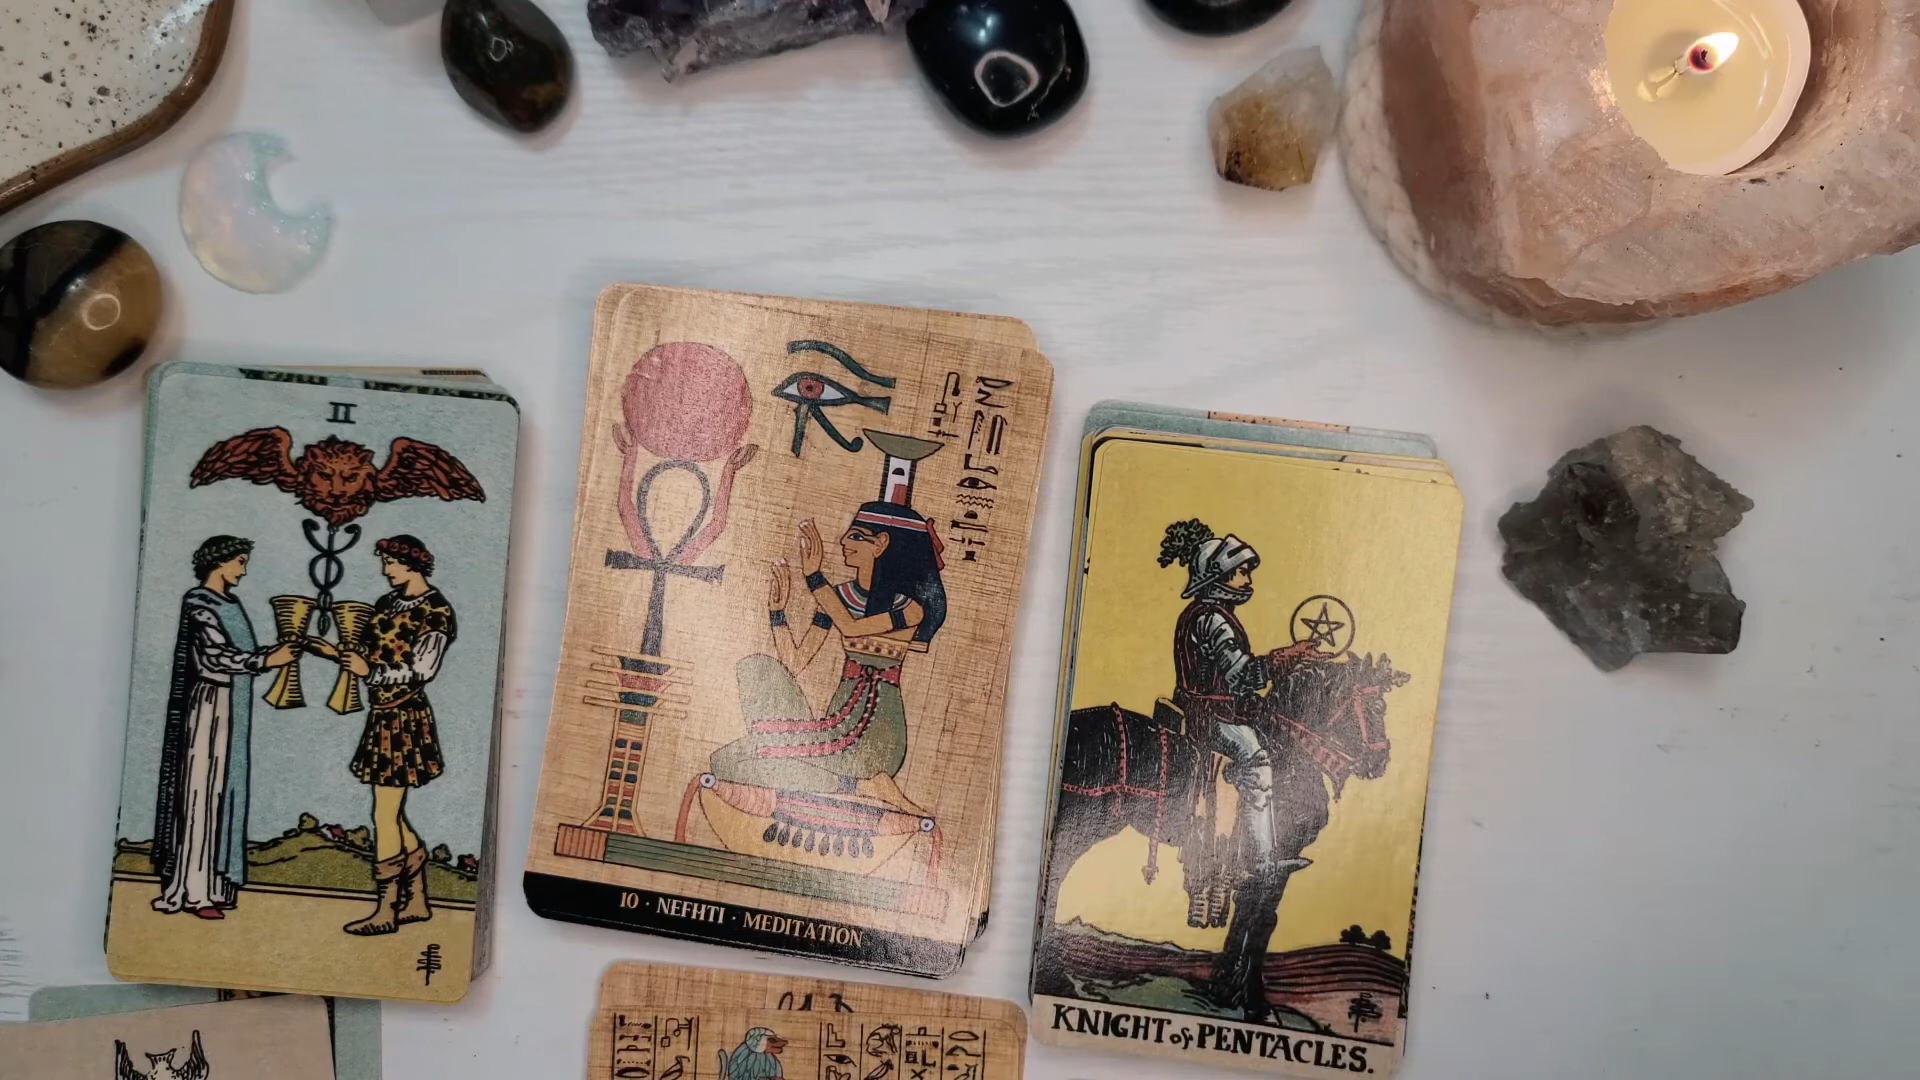 II
10 · NEFHTI · MEDITATION
KNIGHT of PENTACLES.